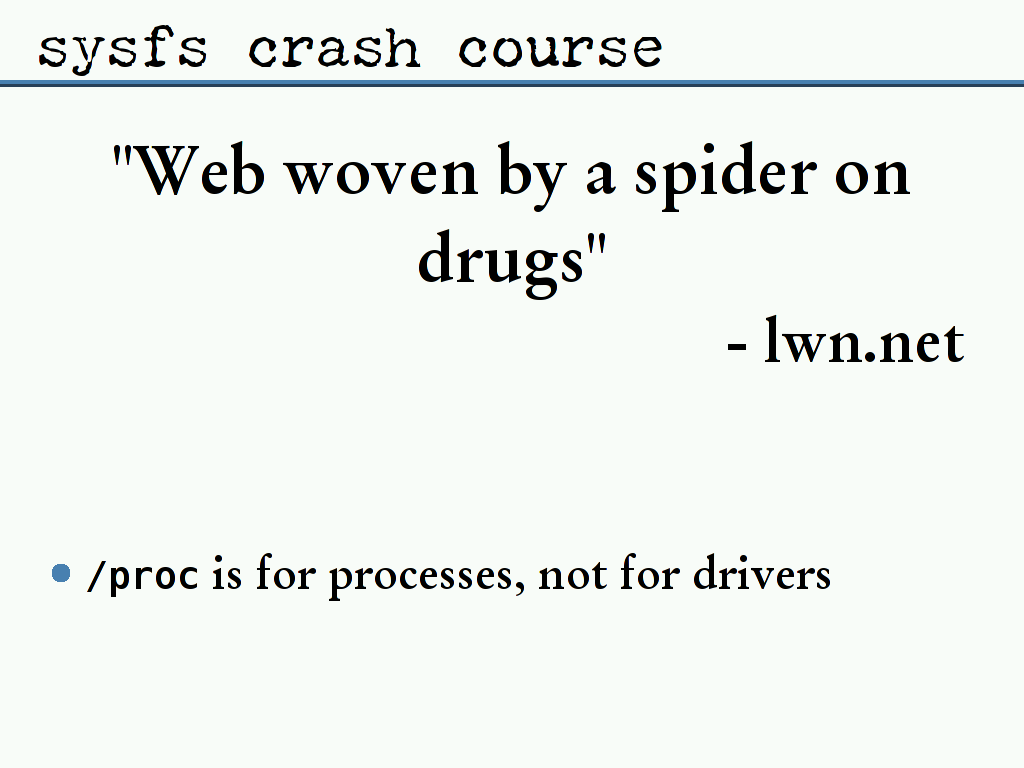 sysfs crash course
"Web woven by a spider on
drugs"
- lwn.net
/proc is for processes, not for drivers